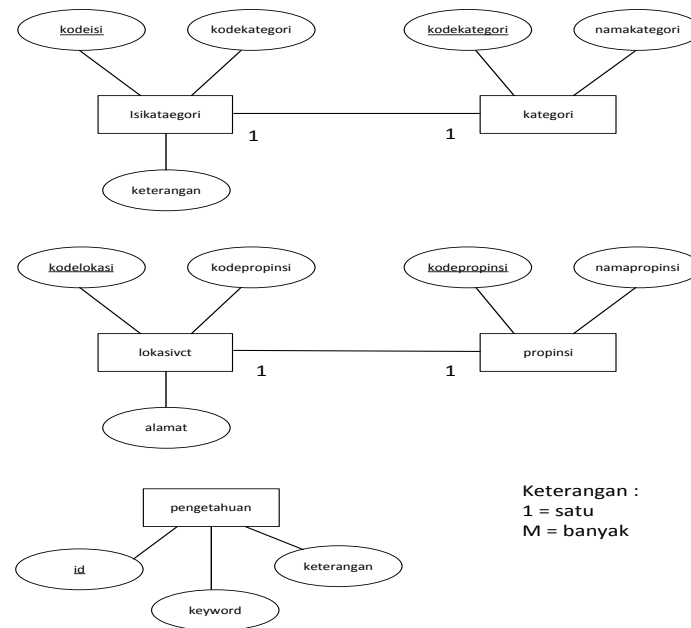 kodeisi
kodekategori
kodekategori
namakategori
Isikataegori
kategori
1
1
keterangan
kodelokasi
kodepropinsi
kodepropinsi
namapropinsi
lokasivct
propinsi
1
1
alamat
pengetahuan
Keterangan :
1 = satu
M = banyak
id
keterangan
keyword